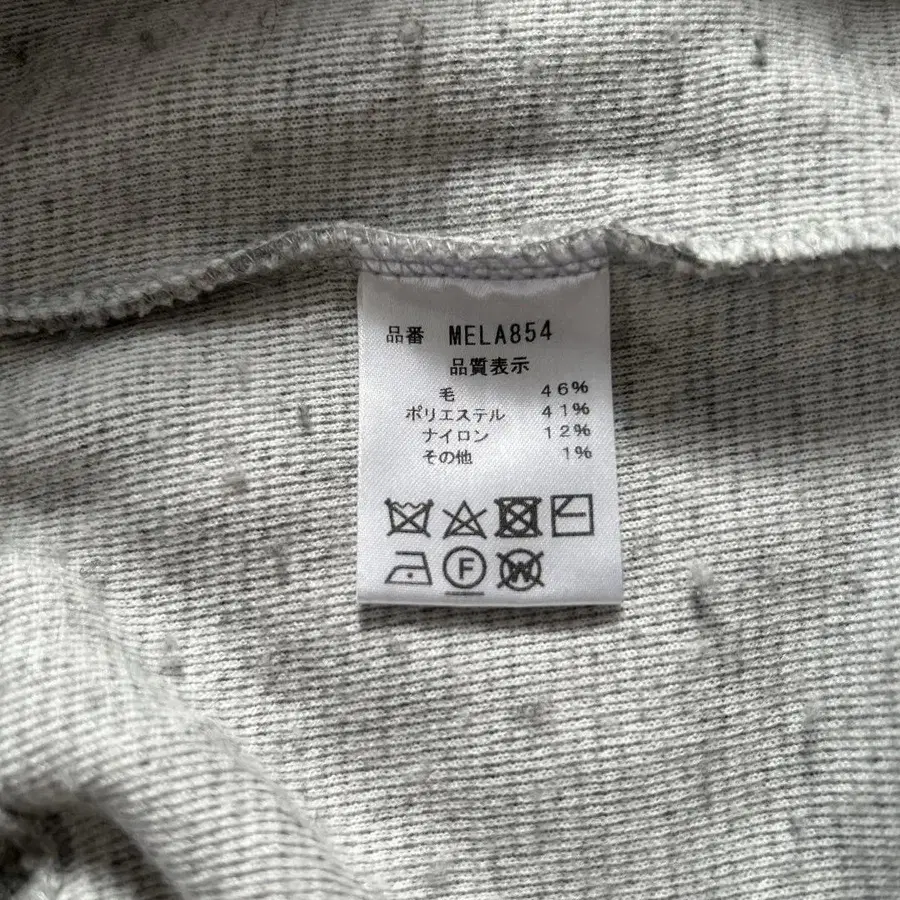 品番 MELA854
品質表示
毛 46%
ポリエステル 41%
ナイロン 12%
その他 1%
F W